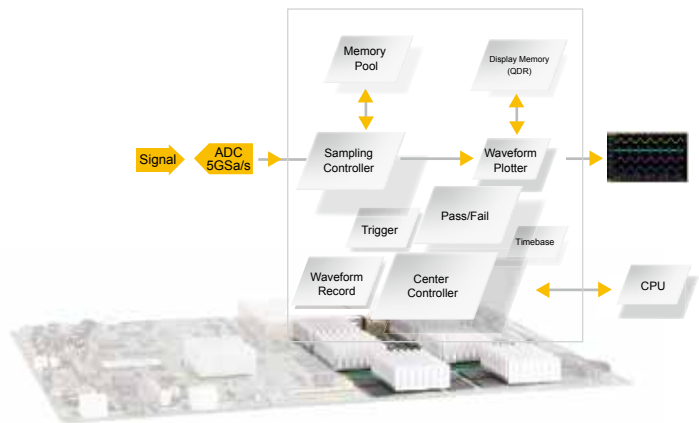 Memory
Pool
Display Memory
(QDR)
Signal
ADC
5GSa/s
Sampling
Controller
Waveform
Plotter
Trigger
Pass/Fail
Timebase
Waveform
Record
Center
Controller
CPU